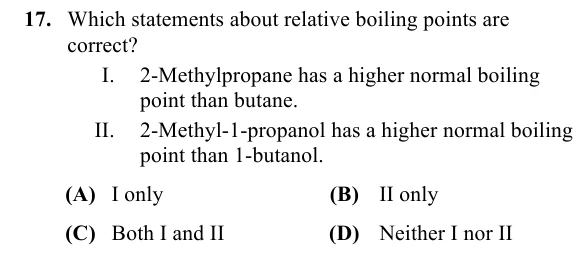 17. Which statements about relative boiling points are
correct?
I. 2-Methylpropane has a higher normal boiling
point than butane.
II. 2-Methyl-1-propanol has a higher normal boiling
point than 1-butanol.
(A) I only (B) II only
(C) Both I and II (D) Neither I nor II